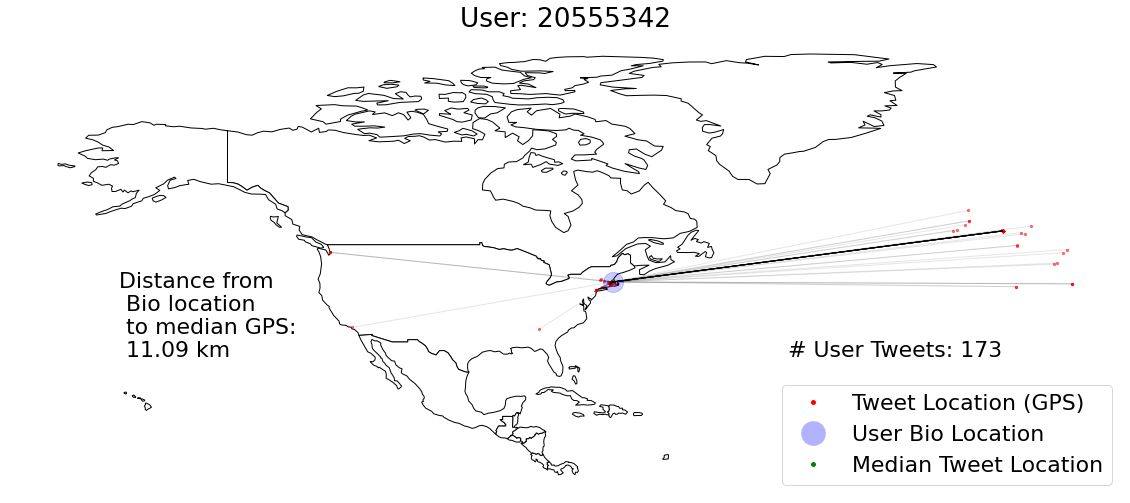 User: 20555342
Distance from
Bio location
to median GPS:
11.09 km
# User Tweets: 173
Tweet Location (GPS)
User Bio Location
Median Tweet Location